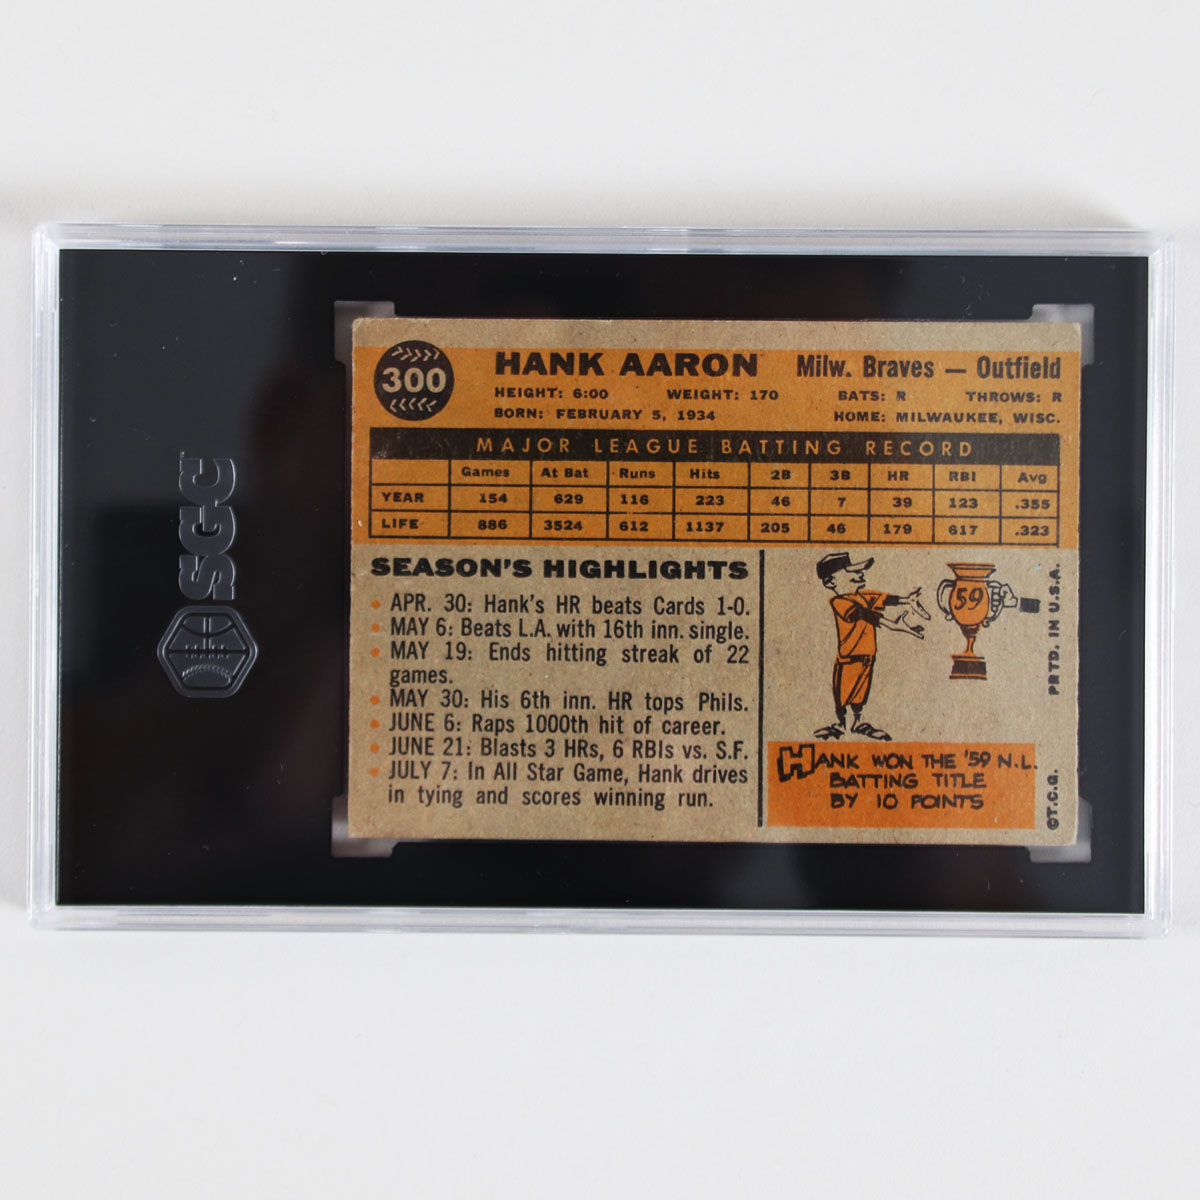 SGC
300
HANK AARON Milw. Braves — Outfield
HEIGHT: 6:00 WEIGHT: 170 BATS: R THROWS: R
BORN: FEBRUARY 5, 1934 HOME: MILWAUKEE, WISC.
MAJOR LEAGUE BATTING RECORD
Games At Bat Runs Hits 2B 3B HR RBI Avg
YEAR 154 629 116 223 46 7 39 123 .355
LIFE 886 3524 612 1137 205 46 179 617 .323
SEASON'S HIGHLIGHTS
• APR. 30: Hank's HR beats Cards 1-0.
• MAY 6: Beats L.A. with 16th inn. single.
• MAY 19: Ends hitting streak of 22
games.
• MAY 30: His 6th inn. HR tops Phils.
• JUNE 6: Raps 1000th hit of career.
• JUNE 21: Blasts 3 HRs, 6 RBIs vs. S.F.
• JULY 7: In All Star Game, Hank drives
in tying and scores winning run.
59
HANK WON THE '59 N.L.
BATTING TITLE
BY 10 POINTS
©T.C.G. PRTD. IN U.S.A.